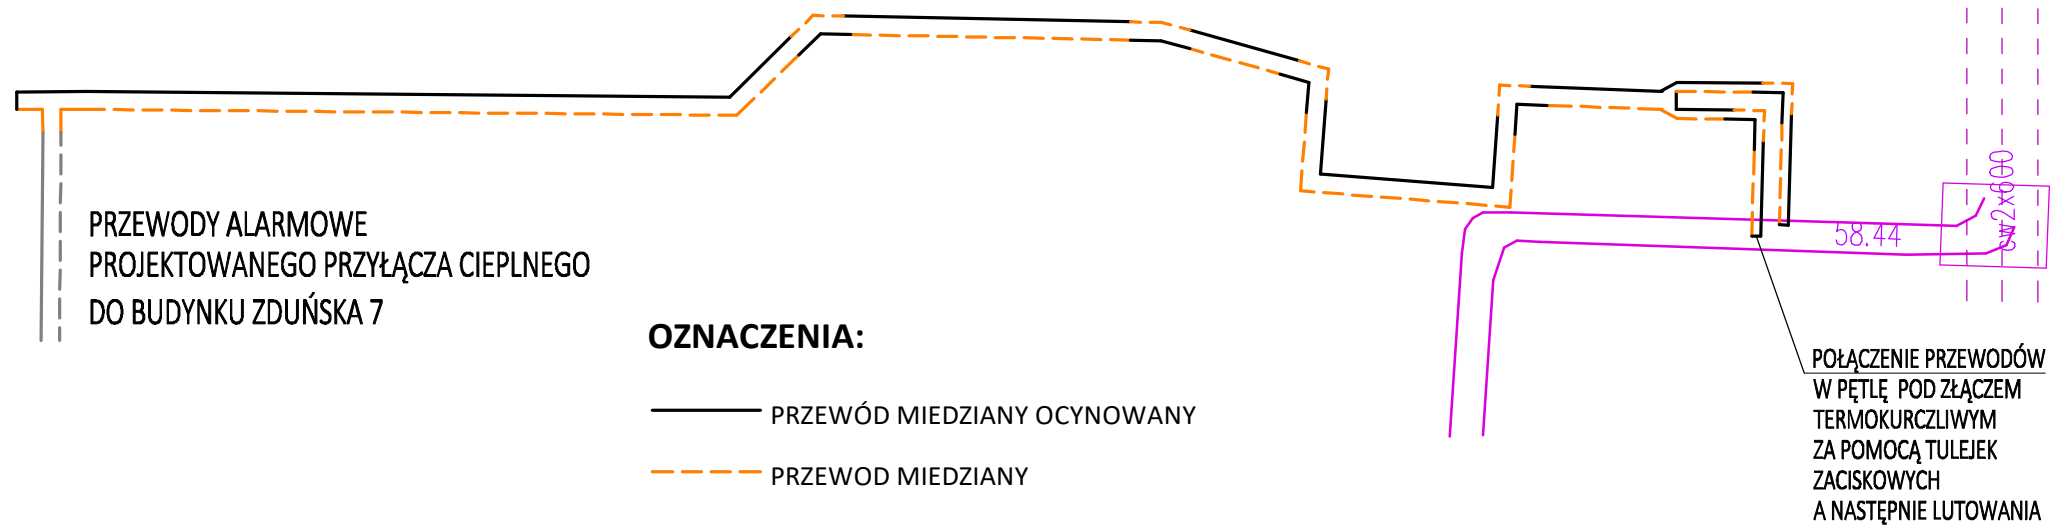 PRZEWODY ALARMOWE
PROJEKTOWANEGO PRZYŁĄCZA CIEPLNEGO
DO BUDYNKU ZDUŃSKA 7
OZNACZENIA:
PRZEWÓD MIEDZIANY OCYNOWANY
PRZEWOD MIEDZIANY
58.44
cw2x600
POŁĄCZENIE PRZEWODÓW
W PĘTLĘ POD ZŁĄCZEM
TERMOKURCZLIWYM
ZA POMOCĄ TULEJEK
ZACISKOWYCH
A NASTĘPNIE LUTOWANIA